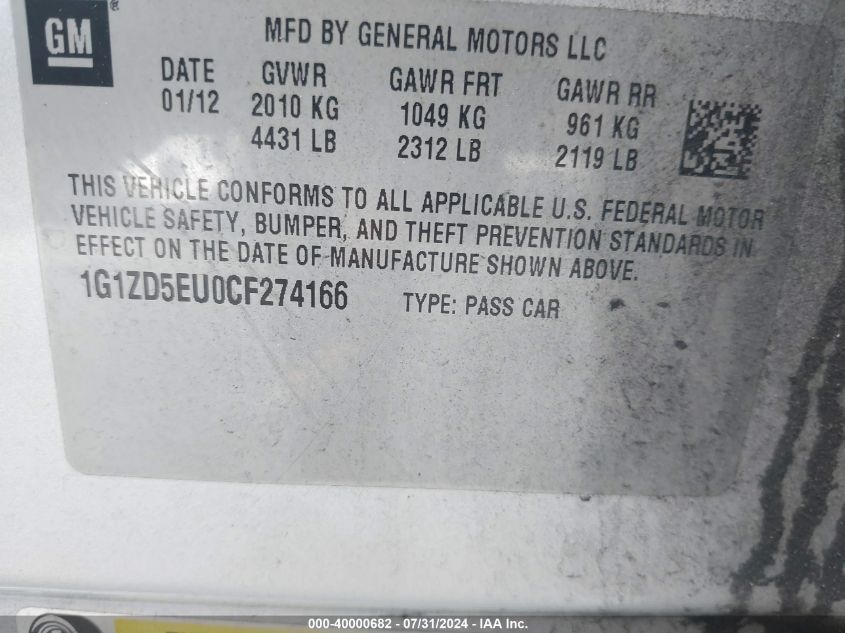 GM®
MFD BY GENERAL MOTORS LLC
DATE GVWR GAWR FRT GAWR RR
01/12 2010 KG 1049 KG 961 KG
4431 LB 2312 LB 2119 LB
THIS VEHICLE CONFORMS TO ALL APPLICABLE U.S. FEDERAL MOTOR
VEHICLE SAFETY, BUMPER, AND THEFT PREVENTION STANDARDS IN
EFFECT ON THE DATE OF MANUFACTURE SHOWN ABOVE.
1G1ZD5EU0CF274166 TYPE: PASS CAR
000-40000682 - 07/31/2024 - IAA Inc.